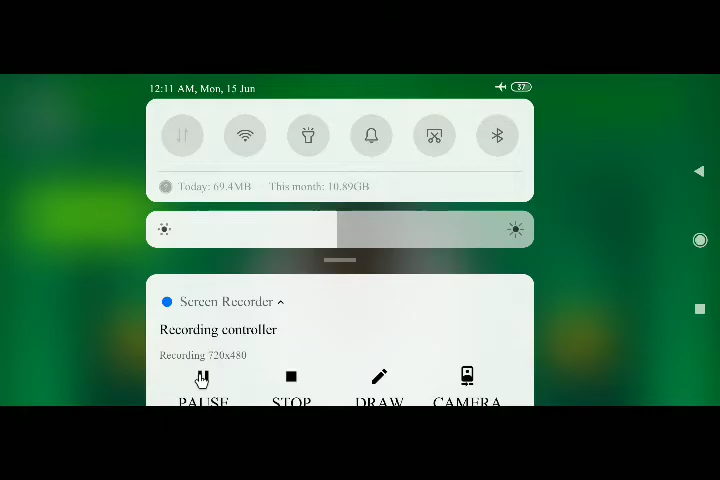 12:11 AM, Mon, 15 Jun
37
Today: 69.4MB This month: 10.89GB
Screen Recorder
Recording controller
Recording 720x480
PAUSE STOP DRAW CAMERA